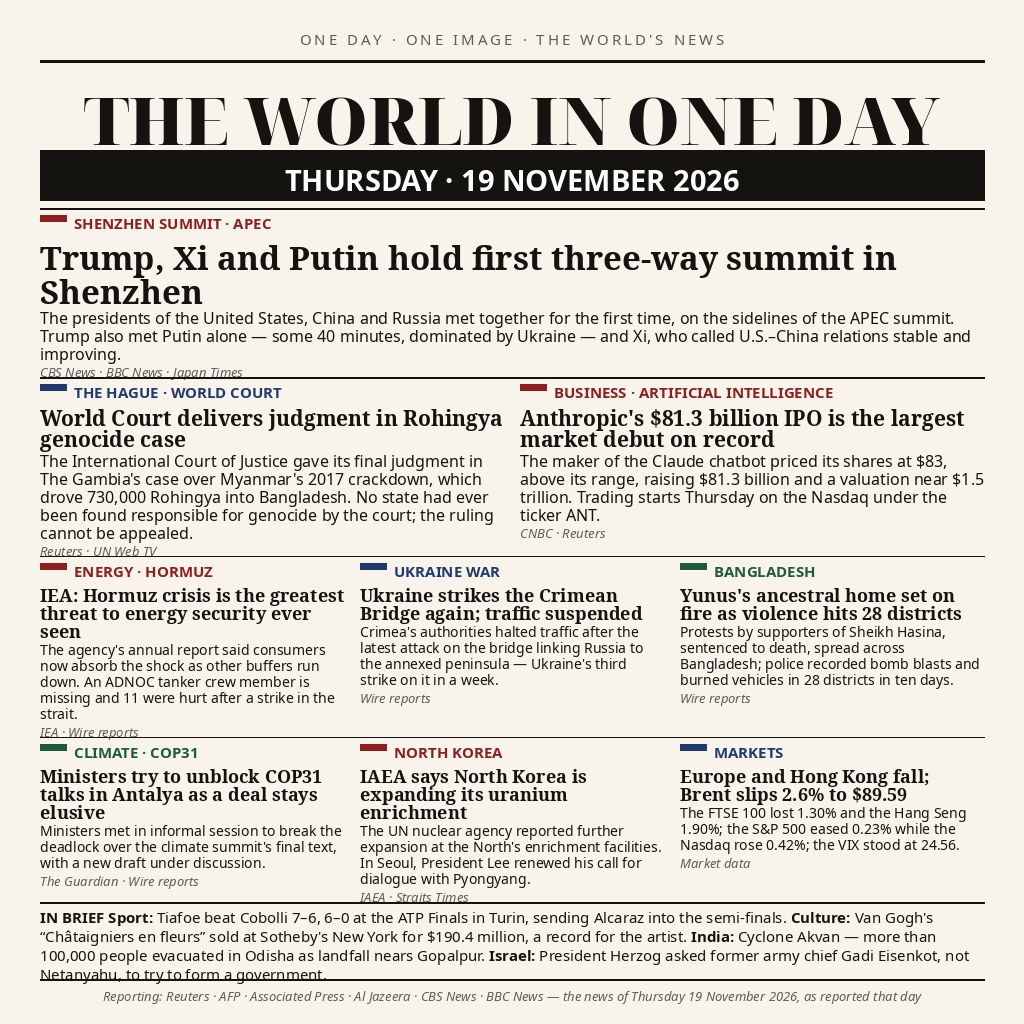 ONE DAY · ONE IMAGE · THE WORLD'S NEWS
THE WORLD IN ONE DAY
THURSDAY · 19 NOVEMBER 2026
SHENZHEN SUMMIT · APEC
Trump, Xi and Putin hold first three-way summit in
Shenzhen
The presidents of the United States, China and Russia met together for the first time, on the sidelines of the APEC summit.
Trump also met Putin alone — some 40 minutes, dominated by Ukraine — and Xi, who called U.S.–China relations stable and
improving.
CBS News · BBC News · Japan Times
THE HAGUE · WORLD COURT
World Court delivers judgment in Rohingya
genocide case
The International Court of Justice gave its final judgment in
The Gambia's case over Myanmar's 2017 crackdown, which
drove 730,000 Rohingya into Bangladesh. No state had ever
been found responsible for genocide by the court; the ruling
cannot be appealed.
Reuters · UN Web TV
BUSINESS · ARTIFICIAL INTELLIGENCE
Anthropic's $81.3 billion IPO is the largest
market debut on record
The maker of the Claude chatbot priced its shares at $83,
above its range, raising $81.3 billion and a valuation near $1.5
trillion. Trading starts Thursday on the Nasdaq under the
ticker ANT.
CNBC · Reuters
ENERGY · HORMUZ
IEA: Hormuz crisis is the greatest
threat to energy security ever
seen
The agency's annual report said consumers
now absorb the shock as other buffers run
down. An ADNOC tanker crew member is
missing and 11 were hurt after a strike in the
strait.
IEA · Wire reports
UKRAINE WAR
Ukraine strikes the Crimean
Bridge again; traffic suspended
Crimea's authorities halted traffic after the
latest attack on the bridge linking Russia to
the annexed peninsula — Ukraine's third
strike on it in a week.
Wire reports
BANGLADESH
Yunus's ancestral home set on
fire as violence hits 28 districts
Protests by supporters of Sheikh Hasina,
sentenced to death, spread across
Bangladesh; police recorded bomb blasts and
burned vehicles in 28 districts in ten days.
Wire reports
CLIMATE · COP31
Ministers try to unblock COP31
talks in Antalya as a deal stays
elusive
Ministers met in informal session to break the
deadlock over the climate summit's final text,
with a new draft under discussion.
The Guardian · Wire reports
NORTH KOREA
IAEA says North Korea is
expanding its uranium
enrichment
The UN nuclear agency reported further
expansion at the North's enrichment facilities.
In Seoul, President Lee renewed his call for
dialogue with Pyongyang.
IAEA · Straits Times
MARKETS
Europe and Hong Kong fall;
Brent slips 2.6% to $89.59
The FTSE 100 lost 1.30% and the Hang Seng
1.90%; the S&P 500 eased 0.23% while the
Nasdaq rose 0.42%; the VIX stood at 24.56.
Market data
IN BRIEF Sport: Tiafoe beat Cobolli 7–6, 6–0 at the ATP Finals in Turin, sending Alcaraz into the semi-finals. Culture: Van Gogh's
“Châtaigniers en fleurs” sold at Sotheby's New York for $190.4 million, a record for the artist. India: Cyclone Akvan — more than
100,000 people evacuated in Odisha as landfall nears Gopalpur. Israel: President Herzog asked former army chief Gadi Eisenkot, not
Netanyahu, to try to form a government.
Reporting: Reuters · AFP · Associated Press · Al Jazeera · CBS News · BBC News — the news of Thursday 19 November 2026, as reported that day